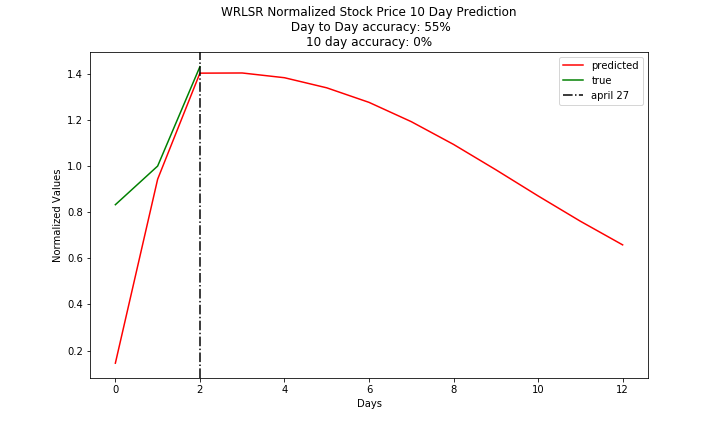 WRLSR Normalized Stock Price 10 Day Prediction
Day to Day accuracy: 55%
10 day accuracy: 0%
predicted
true
april 27
Normalized Values
1.4
1.2
1.0
0.8
0.6
0.4
0.2
0 2 4 6 8 10 12
Days